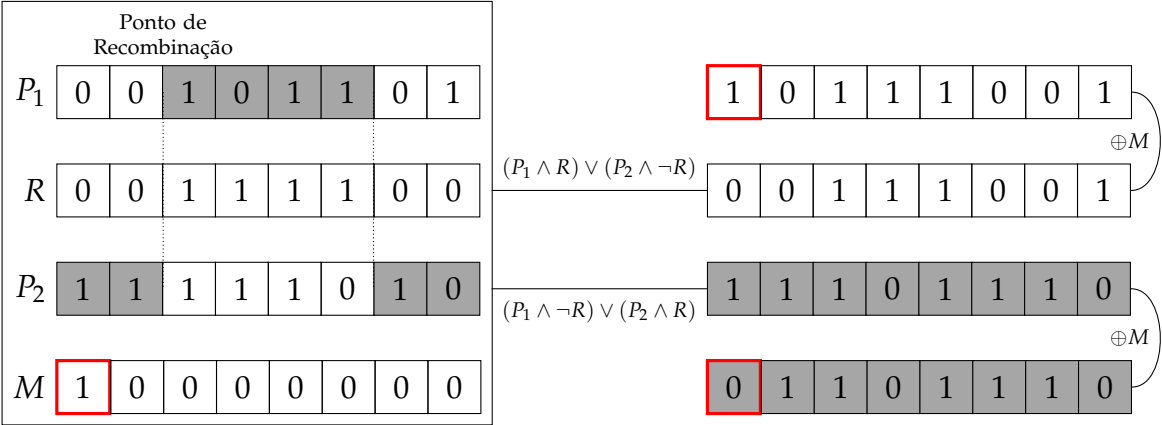 Ponto de
Recombinação
P₁ 0 0 1 0 1 1 0 1
R 0 0 1 1 1 1 0 0
P₂ 1 1 1 1 1 0 1 0
M 1 0 0 0 0 0 0 0
(P₁ ∧ R) ∨ (P₂ ∧ ¬R)
(P₁ ∧ ¬R) ∨ (P₂ ∧ R)
1 0 1 1 1 0 0 1
⊕M
0 0 1 1 1 0 0 1
1 1 1 0 1 1 1 0
⊕M
0 1 1 0 1 1 1 0